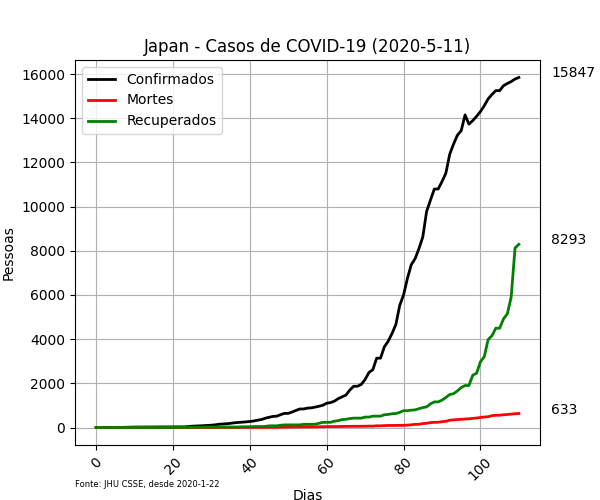 Japan - Casos de COVID-19 (2020-5-11)
Confirmados
Mortes
Recuperados
16000
14000
12000
10000
8000
6000
4000
2000
0
Pessoas
15847
8293
633
0
20
40
60
80
100
Dias
Fonte: JHU CSSE, desde 2020-1-22